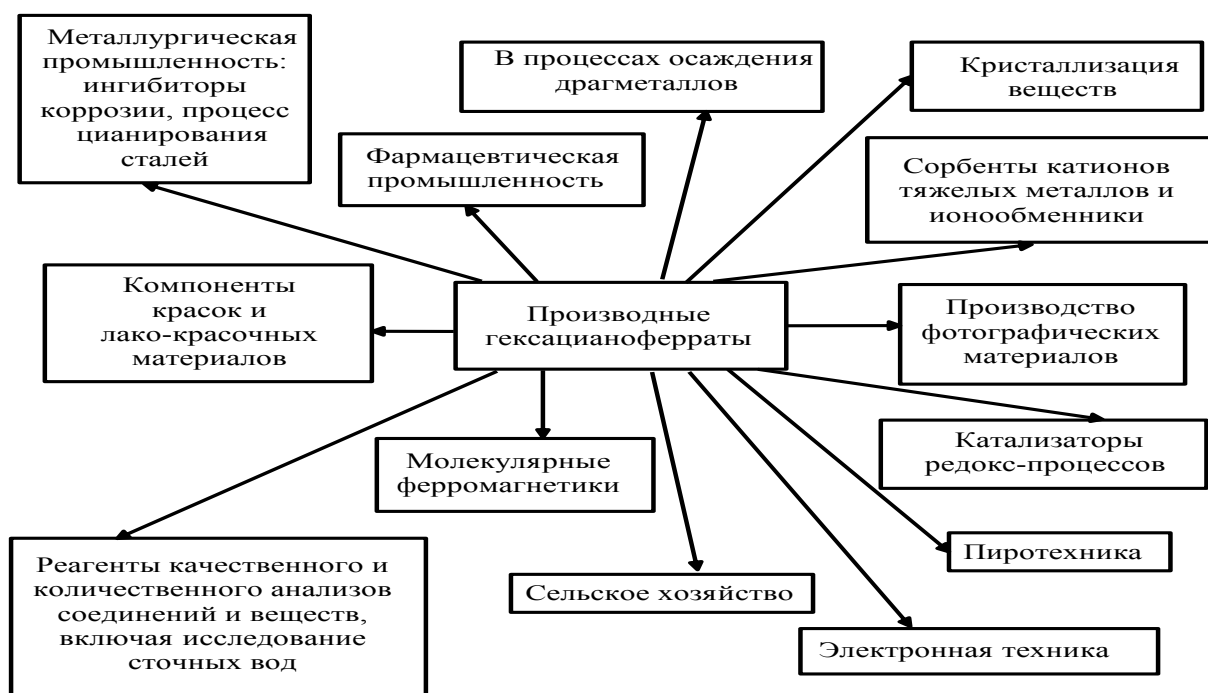 Металлургическая
промышленность:
ингибиторы
коррозии, процесс
цианирования
сталей
В процессах осаждения
драгметаллов
Кристаллизация
веществ
Фармацевтическая
промышленность
Сорбенты катионов
тяжелых металлов и
ионообменники
Компоненты
красок и
лако-красочных
материалов
Производные
гексацианоферраты
Производство
фотографических
материалов
Молекулярные
ферромагнетики
Катализаторы
редокс-процессов
Реагенты качественного и
количественного анализов
соединений и веществ,
включая исследование
сточных вод
Сельское хозяйство
Пиротехника
Электронная техника